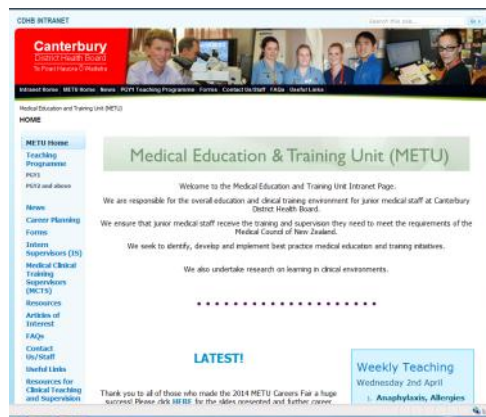 CDHB INTRANET
Search this site...
Canterbury
District Health Board
Te Poari Hauora Ō Waitaha
Intranet Home METU Home News PGY1 Teaching Programme Forms Contact Us/Staff FAQs Useful Links
Medical Education and Training Unit (METU)
HOME
METU Home
Teaching
Programme
PGY1
PGY2 and above
News
Career Planning
Forms
Intern
Supervisors (IS)
Medical Clinical
Training
Supervisors
(MCTS)
Resources
Articles of
Interest
FAQs
Contact
Us/Staff
Useful Links
Resources for
Clinical Teaching
and Supervision
Medical Education & Training Unit (METU)
Welcome to the Medical Education and Training Unit Intranet Page.
We are responsible for the overall education and clinical training environment for junior medical staff at Canterbury
District Health Board.
We ensure that junior medical staff receive the training and supervision they need to meet the requirements of the
Medical Council of New Zealand.
We seek to identify, develop and implement best practice medical education and training initiatives.
We also undertake research on learning in clinical environments.
LATEST!
Thank you to all of those who made the 2014 METU Careers Fair a huge
success! Please click HERE for the slides presented and further career
Weekly Teaching
Wednesday 2nd April
1. Anaphylaxis, Allergies